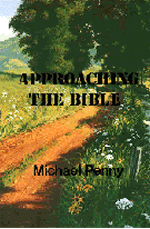 APPROACHING
THE BIBLE
Michael Penny